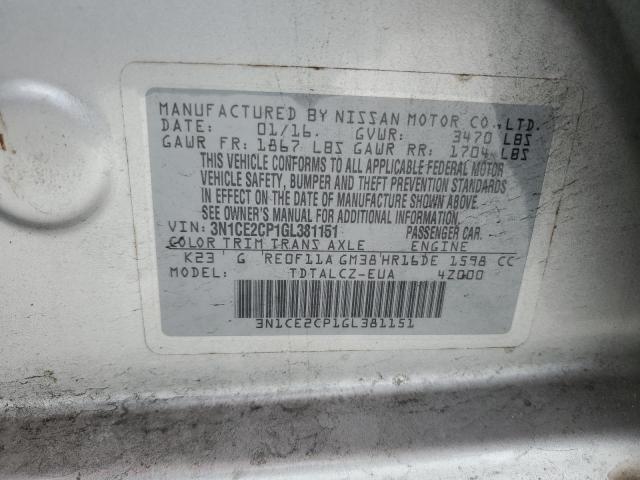 MANUFACTURED BY NISSAN MOTOR CO.,LTD.
DATE: 01/16. GVWR: 3470 LBS
GAWR FR: 1867 LBS GAWR RR: 1704 LBS
THIS VEHICLE CONFORMS TO ALL APPLICABLE FEDERAL MOTOR
VEHICLE SAFETY, BUMPER AND THEFT PREVENTION STANDARDS
IN EFFECT ON THE DATE OF MANUFACTURE SHOWN ABOVE.
SEE OWNER'S MANUAL FOR ADDITIONAL INFORMATION.
VIN: 3N1CE2CP1GL381151 PASSENGER CAR.
COLOR TRIM TRANS AXLE ENGINE
K23 G RE0F11A GM38 HR16DE 1598 CC
MODEL: TDTALCZ-EUA 4Z000
3N1CE2CP1GL381151